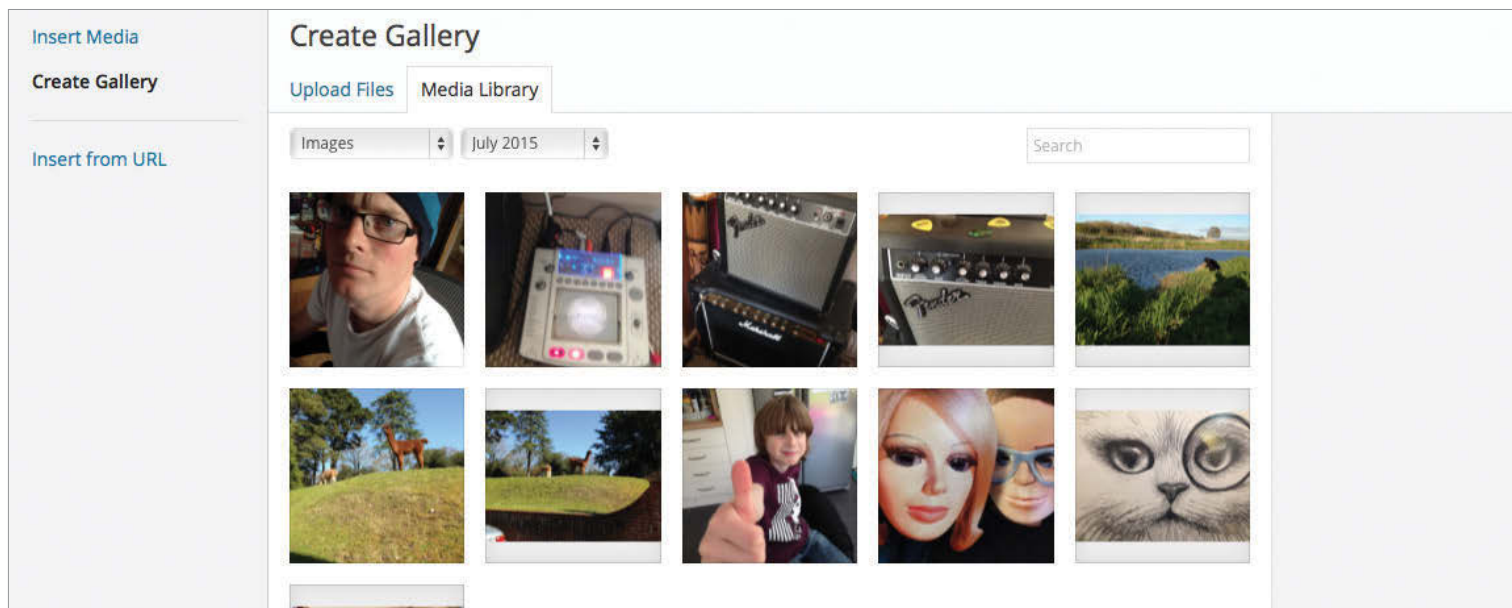 Insert Media
Create Gallery
Insert from URL
Create Gallery
Upload Files
Media Library
Images
July 2015
Search
Fender
Marshall
Fender